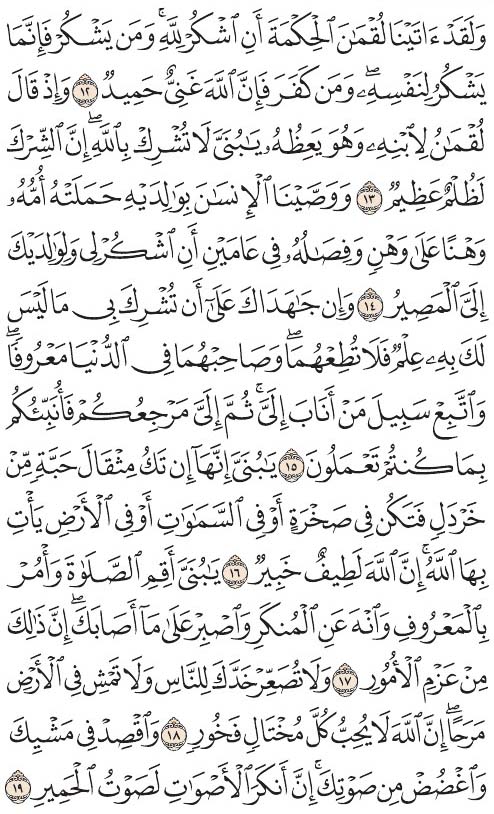 وَلَقَدْ ءَاتَيْنَا لُقْمَٰنَ ٱلْحِكْمَةَ أَنِ ٱشْكُرْ لِلَّهِۚ وَمَن يَشْكُرْ فَإِنَّمَا
يَشْكُرُ لِنَفْسِهِۦۖ وَمَن كَفَرَ فَإِنَّ ٱللَّهَ غَنِىٌّ حَمِيدٌ ١٢ وَإِذْ قَالَ
لُقْمَٰنُ لِٱبْنِهِۦ وَهُوَ يَعِظُهُۥ يَٰبُنَىَّ لَا تُشْرِكْ بِٱللَّهِۖ إِنَّ ٱلشِّرْكَ
لَظُلْمٌ عَظِيمٌ ١٣ وَوَصَّيْنَا ٱلْإِنسَٰنَ بِوَٰلِدَيْهِ حَمَلَتْهُ أُمُّهُۥ
وَهْنًا عَلَىٰ وَهْنٍ وَفِصَٰلُهُۥ فِى عَامَيْنِ أَنِ ٱشْكُرْ لِى وَلِوَٰلِدَيْكَ
إِلَىَّ ٱلْمَصِيرُ ١٤ وَإِن جَٰهَدَاكَ عَلَىٰٓ أَن تُشْرِكَ بِى مَا لَيْسَ
لَكَ بِهِۦ عِلْمٌ فَلَا تُطِعْهُمَاۖ وَصَاحِبْهُمَا فِى ٱلدُّنْيَا مَعْرُوفًاۖ
وَٱتَّبِعْ سَبِيلَ مَنْ أَنَابَ إِلَىَّۚ ثُمَّ إِلَىَّ مَرْجِعُكُمْ فَأُنَبِّئُكُم
بِمَا كُنتُمْ تَعْمَلُونَ ١٥ يَٰبُنَىَّ إِنَّهَآ إِن تَكُ مِثْقَالَ حَبَّةٍ مِّنْ
خَرْدَلٍ فَتَكُن فِى صَخْرَةٍ أَوْ فِى ٱلسَّمَٰوَٰتِ أَوْ فِى ٱلْأَرْضِ يَأْتِ
بِهَا ٱللَّهُۚ إِنَّ ٱللَّهَ لَطِيفٌ خَبِيرٌ ١٦ يَٰبُنَىَّ أَقِمِ ٱلصَّلَوٰةَ وَأْمُرْ
بِٱلْمَعْرُوفِ وَٱنْهَ عَنِ ٱلْمُنكَرِ وَٱصْبِرْ عَلَىٰ مَآ أَصَابَكَۖ إِنَّ ذَٰلِكَ
مِنْ عَزْمِ ٱلْأُمُورِ ١٧ وَلَا تُصَعِّرْ خَدَّكَ لِلنَّاسِ وَلَا تَمْشِ فِى ٱلْأَرْضِ
مَرَحًاۖ إِنَّ ٱللَّهَ لَا يُحِبُّ كُلَّ مُخْتَالٍ فَخُورٍ ١٨ وَٱقْصِدْ فِى مَشْيِكَ
وَٱغْضُضْ مِن صَوْتِكَۚ إِنَّ أَنكَرَ ٱلْأَصْوَٰتِ لَصَوْتُ ٱلْحَمِيرِ ١٩